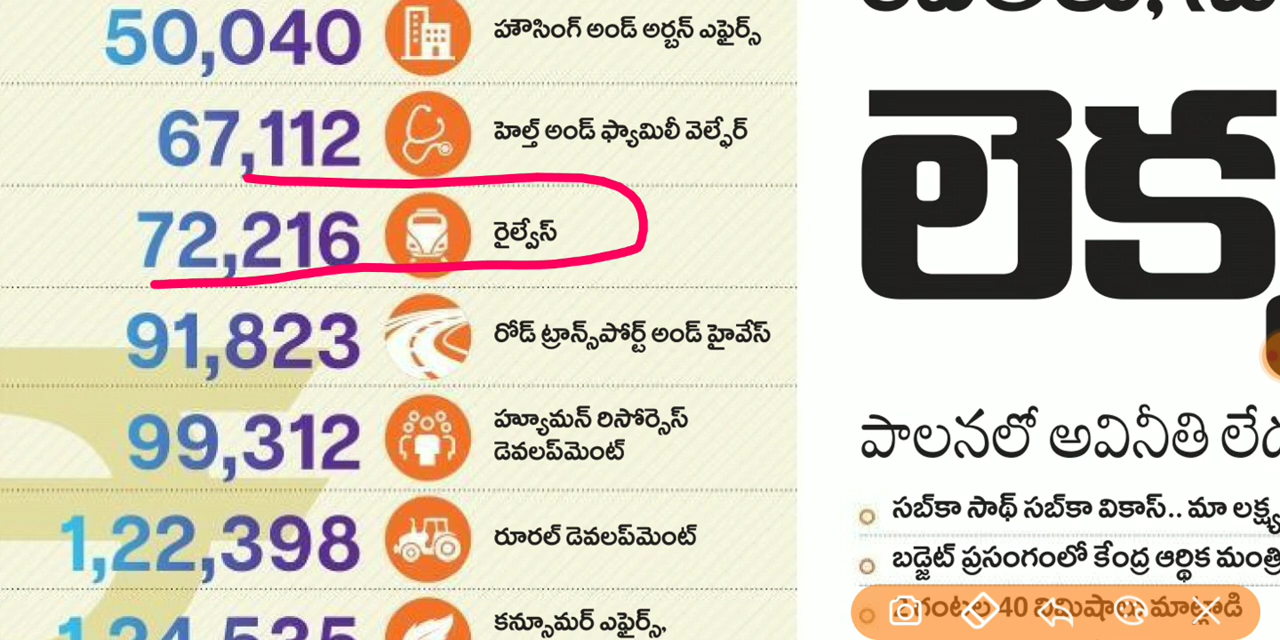 50,040 హౌసింగ్ అండ్ అర్బన్ ఎఫైర్స్
67,112 హెల్త్ అండ్ ఫ్యామిలీ వెల్ఫేర్
72,216 రైల్వేస్
91,823 రోడ్ ట్రాన్స్‌పోర్ట్ అండ్ హైవేస్
99,312 హ్యూమన్ రిసోర్సెస్
డెవలప్‌మెంట్
1,22,398 రూరల్ డెవలప్‌మెంట్
కన్సూమర్ ఎఫైర్స్,
పాలనలో అవినీతి
సబ్‌కా సాథ్ సబ్‌కా వికాస్.. మా
బడ్జెట్ ప్రసంగంలో కేంద్ర ఆర్థిక
40 నిమిషాలు